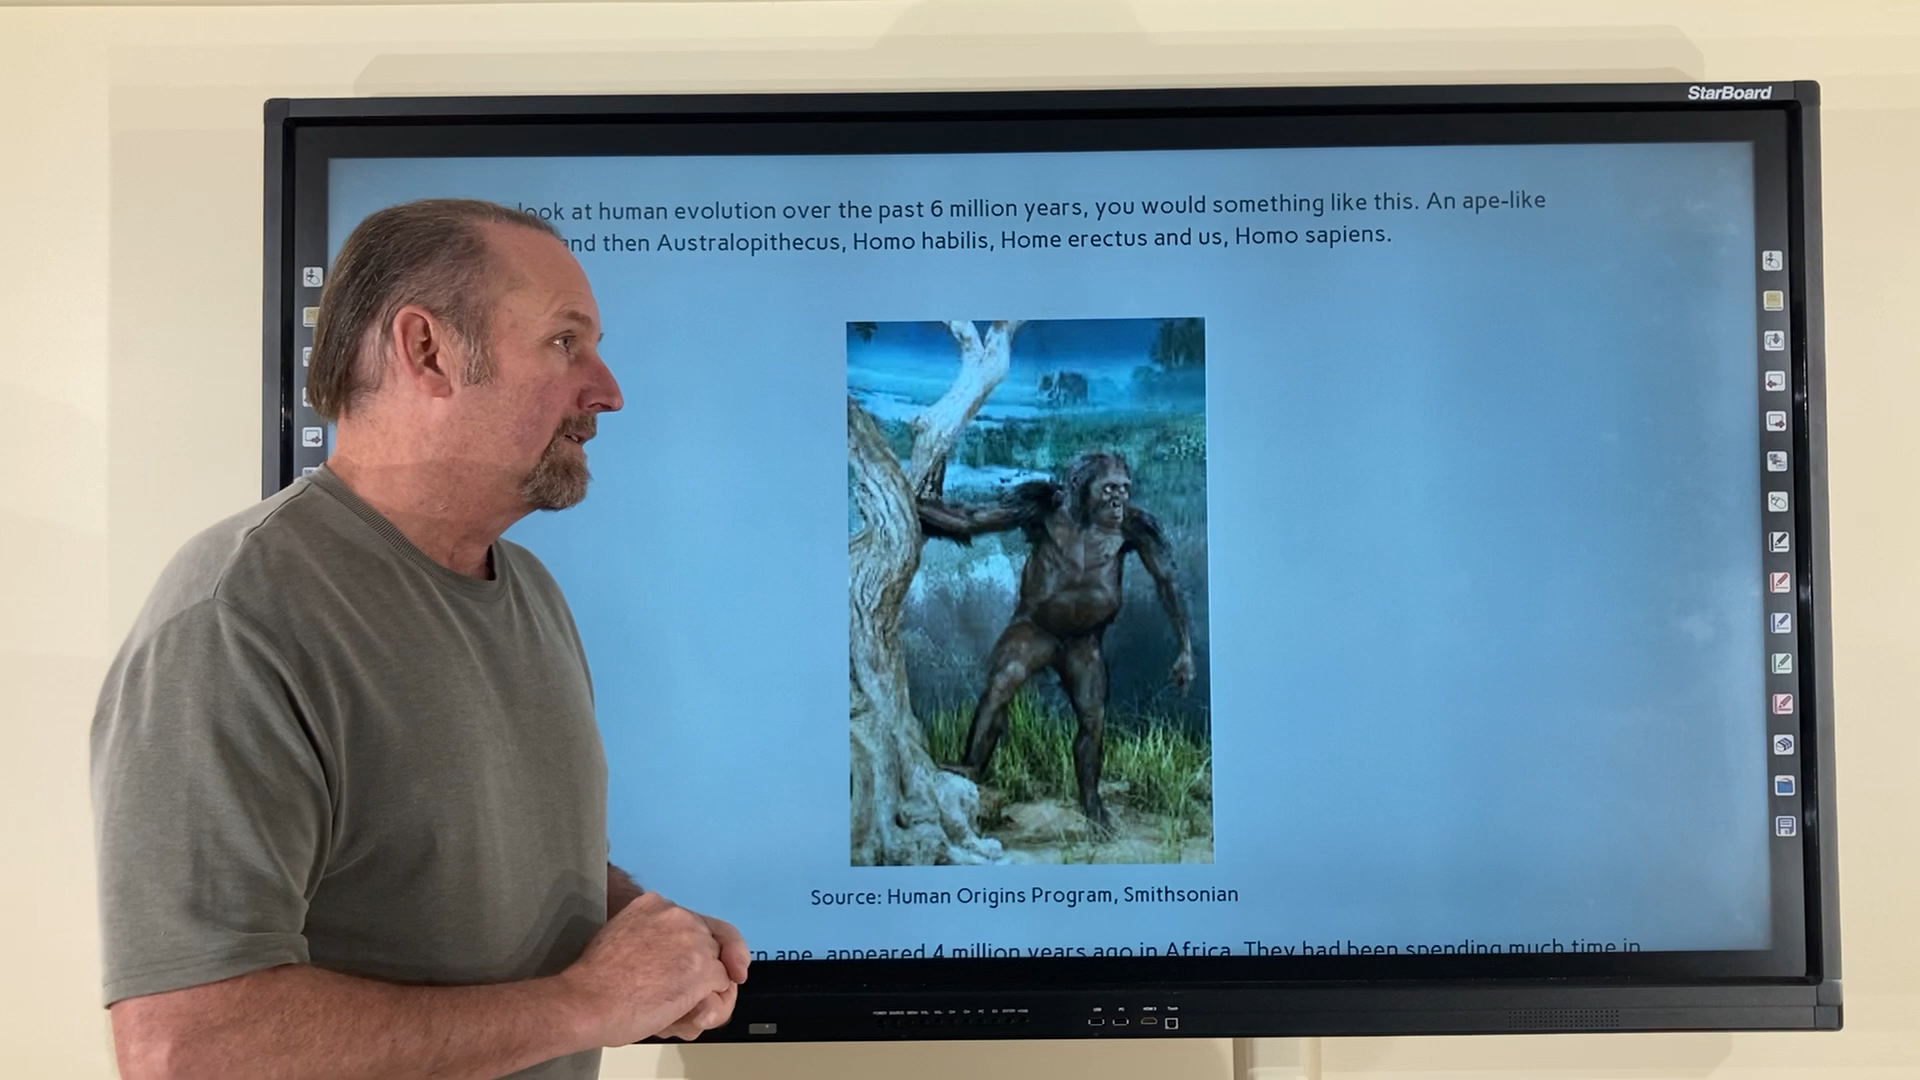 StarBoard
look at human evolution over the past 6 million years, you would something like this. An ape-like
and then Australopithecus, Homo habilis, Home erectus and us, Homo sapiens.
Source: Human Origins Program, Smithsonian
ape, appeared 4 million years ago in Africa. They had been spending much time in